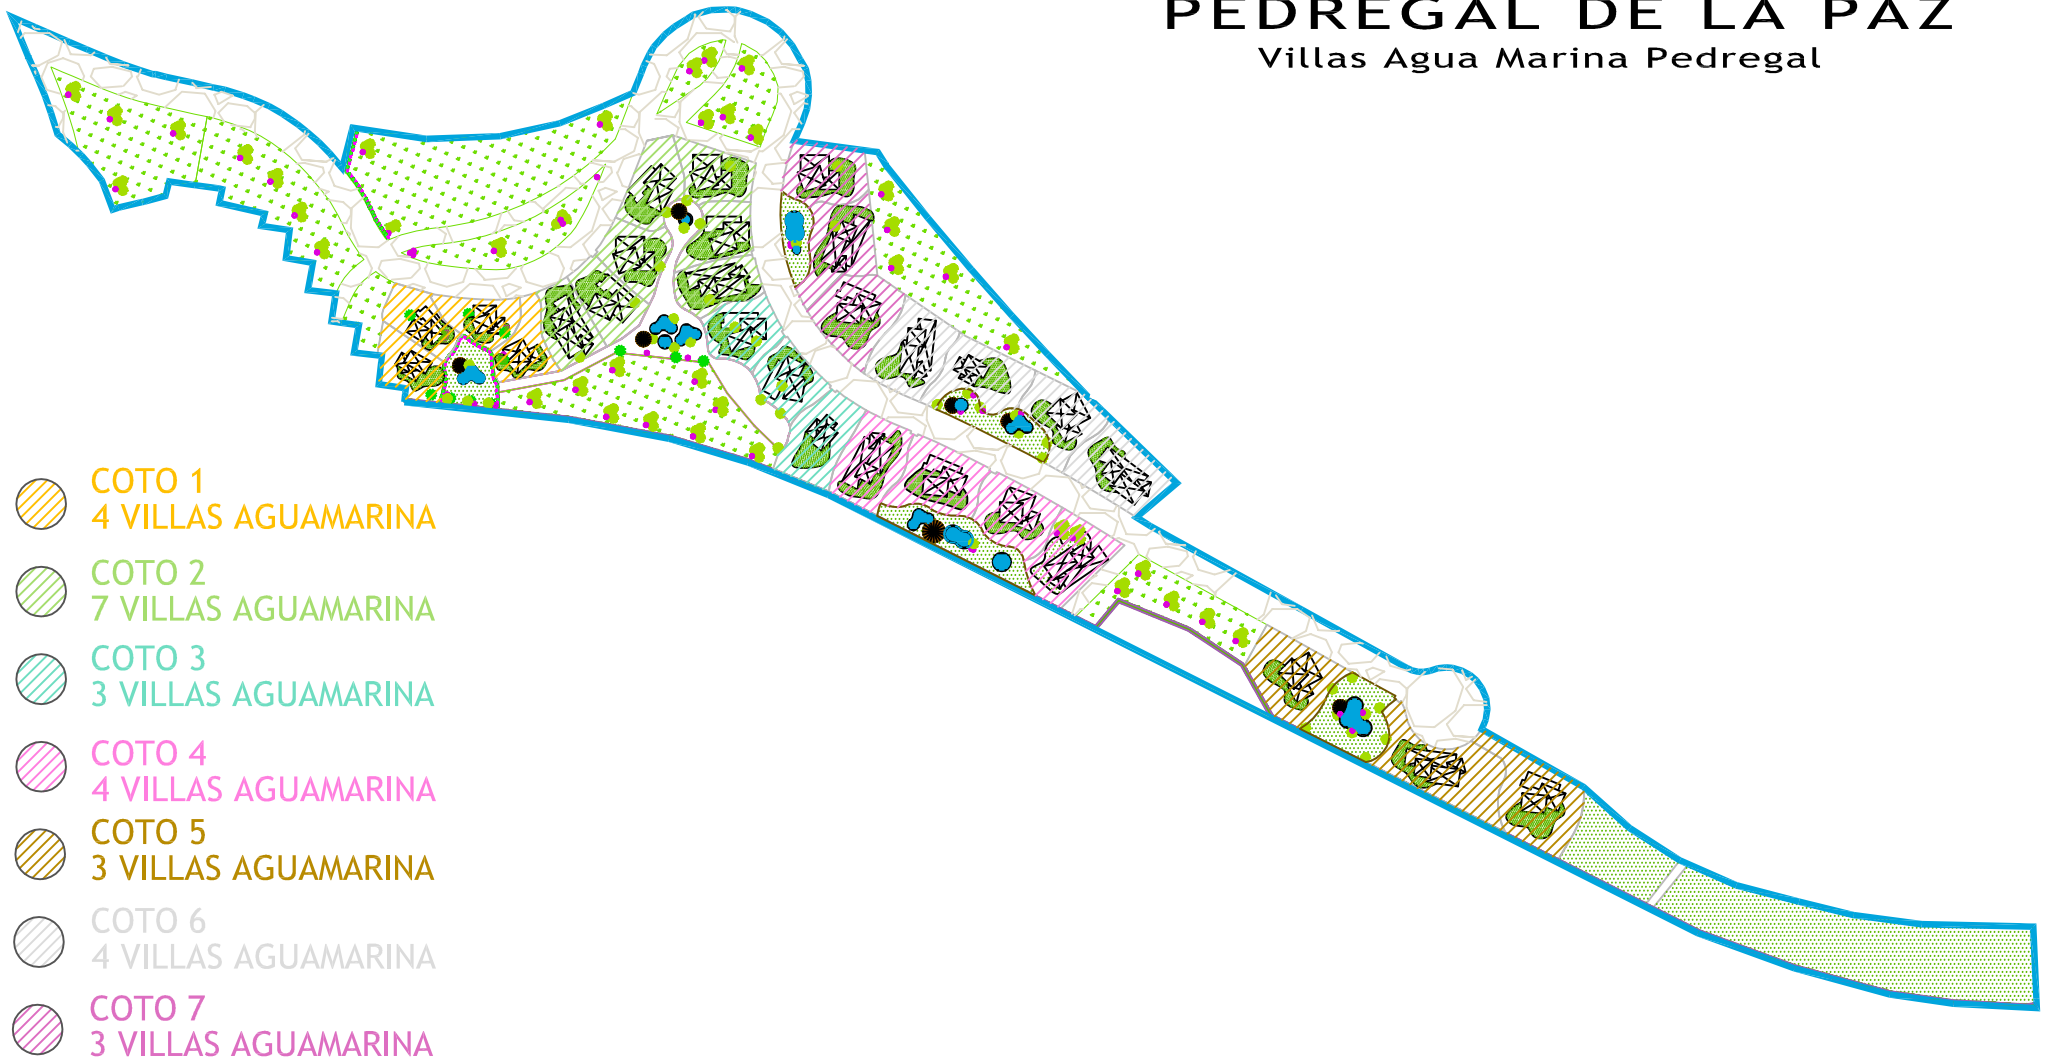 PEDREGAL DE LA PAZ
Villas Agua Marina Pedregal
COTO 1
4 VILLAS AGUAMARINA
COTO 2
7 VILLAS AGUAMARINA
COTO 3
3 VILLAS AGUAMARINA
COTO 4
4 VILLAS AGUAMARINA
COTO 5
3 VILLAS AGUAMARINA
COTO 6
4 VILLAS AGUAMARINA
COTO 7
3 VILLAS AGUAMARINA